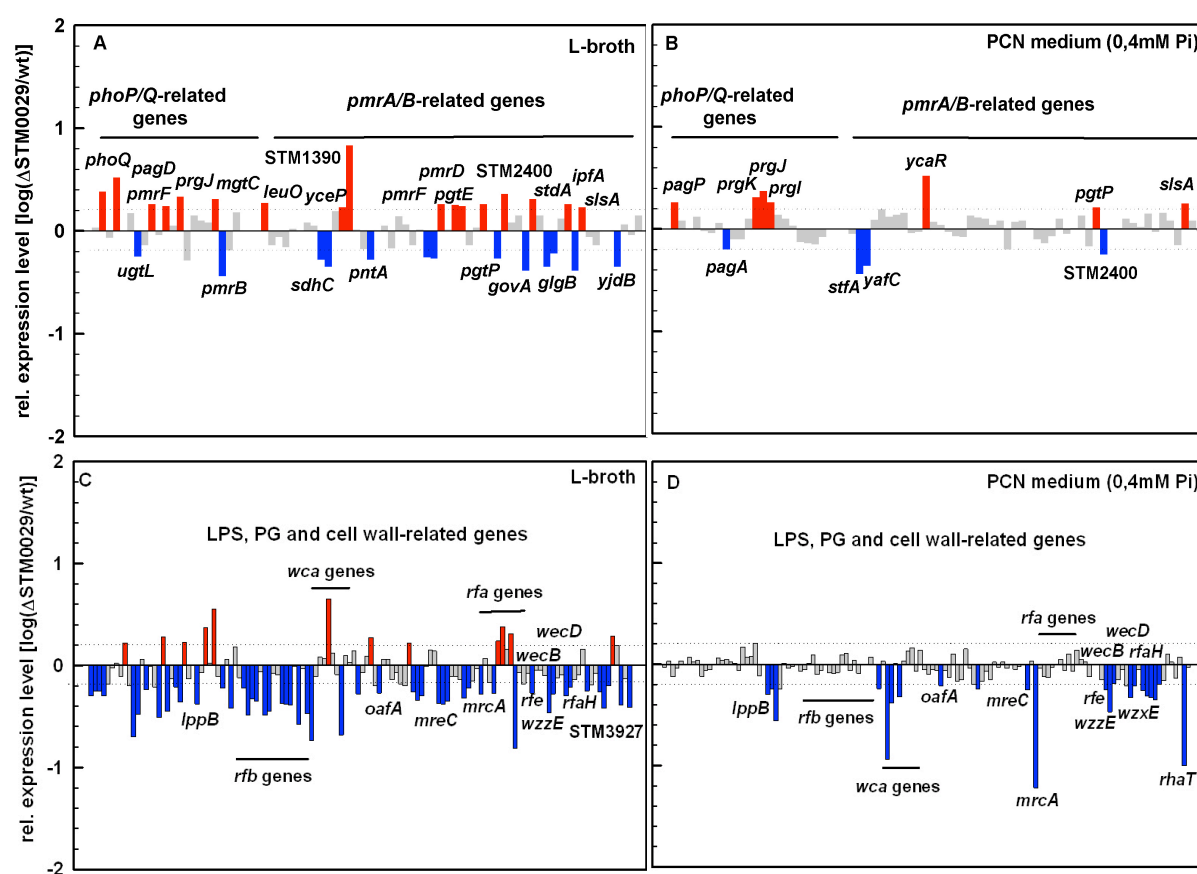 rel. expression level [log(ΔSTM0029/wt)]
2
1
0
-1
-2
A
L-broth
phoP/Q-related
genes
pmrA/B-related genes
phoQ
pagD
pmrF
prgJ
mgtC
leuO
STM1390
yceP
pmrF
pmrD
pgtE
STM2400
stdA
ipfA
slsA
ugtL
pmrB
sdhC
pntA
pgtP
govA
glgB
yjdB
B
PCN medium (0,4mM Pi)
phoP/Q-related
genes
pmrA/B-related genes
pagP
prgK
prgJ
prgI
ycaR
pgtP
slsA
pagA
stfA
yafC
STM2400
rel. expression level [log(ΔSTM0029/wt)]
2
1
0
-1
-2
C
L-broth
LPS, PG and cell wall-related genes
wca genes
rfa genes
wecD
wecB
lppB
oafA
mreC
mrcA
rfe
wzzE
rfaH
STM3927
rfb genes
D
PCN medium (0,4mM Pi)
LPS, PG and cell wall-related genes
rfa genes
wecD
wecB
rfaH
lppB
rfb genes
oafA
mreC
rfe
wzzE
wzxE
wca genes
mrcA
rhaT